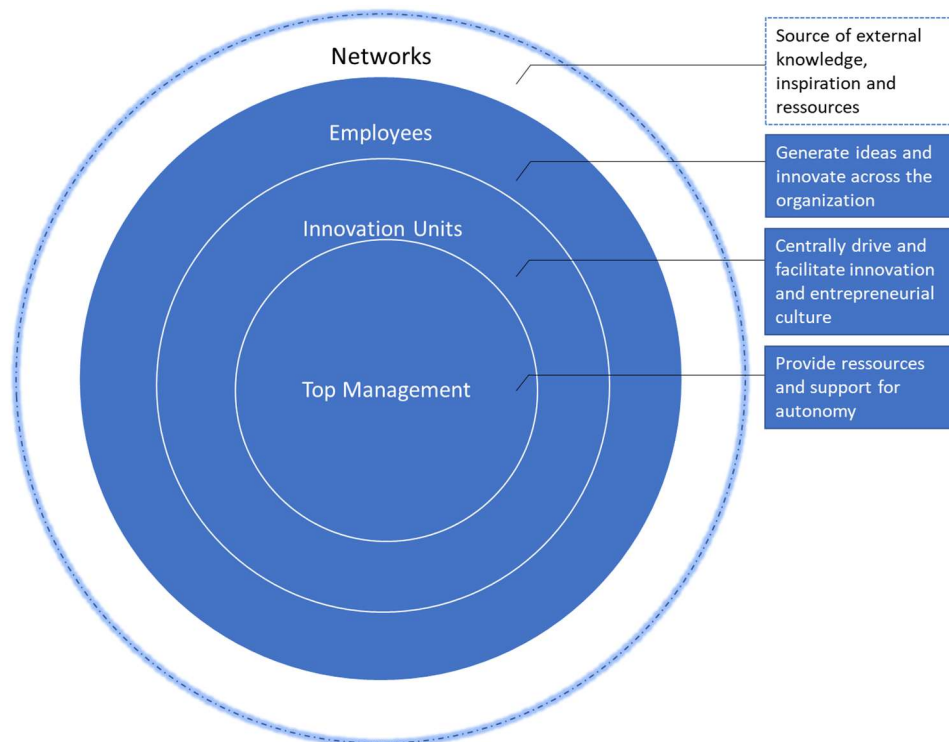 Networks
Source of external
knowledge,
inspiration and
ressources
Employees
Generate ideas and
innovate across the
organization
Innovation Units
Centrally drive and
facilitate innovation
and entrepreneurial
culture
Top Management
Provide ressources
and support for
autonomy